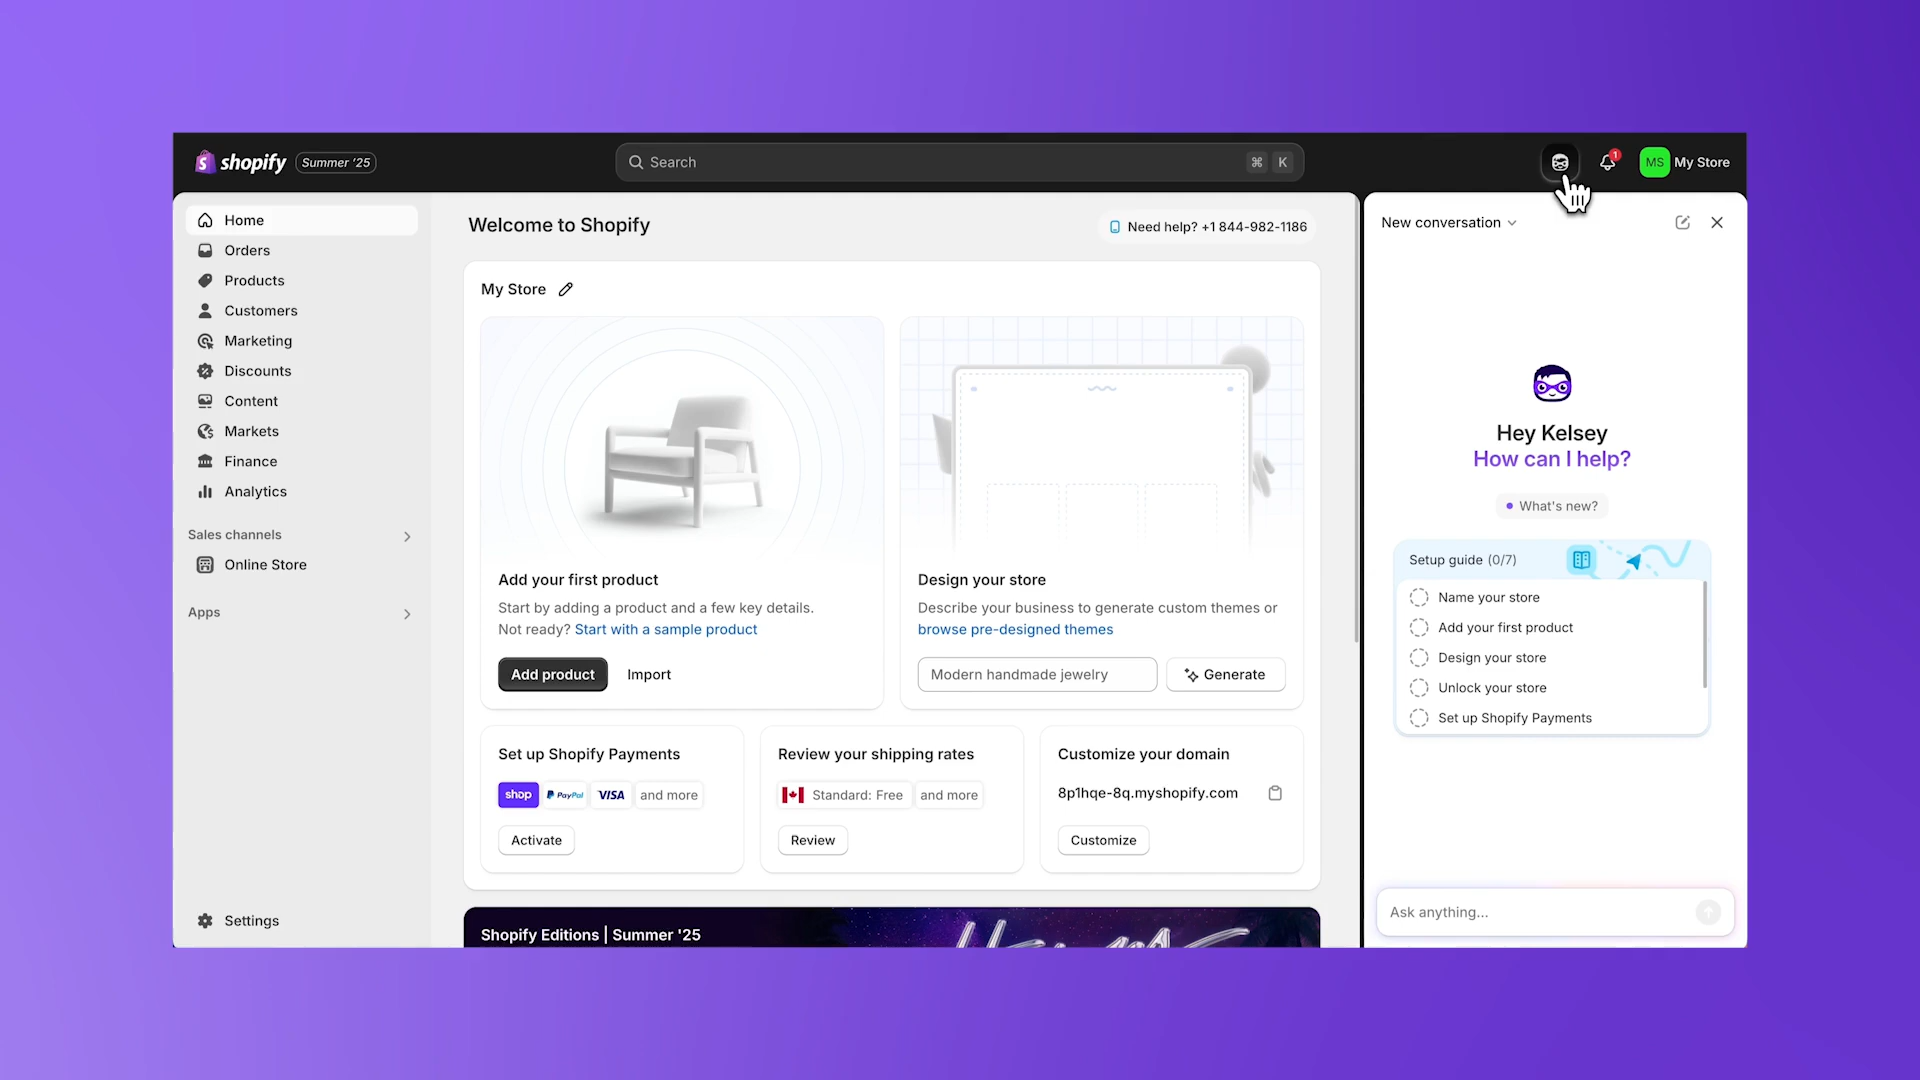 shopify
Summer '25
Search
⌘ K
1
MS
My Store
Home
Orders
Products
Customers
Marketing
Discounts
Content
Markets
Finance
Analytics
Sales channels
Online Store
Apps
Settings
Welcome to Shopify
Need help? +1 844-982-1186
My Store
Add your first product
Start by adding a product and a few key details.
Not ready? Start with a sample product
Add product
Import
Design your store
Describe your business to generate custom themes or
browse pre-designed themes
Modern handmade jewelry
Generate
Set up Shopify Payments
shop
PayPal
VISA
and more
Activate
Review your shipping rates
Standard: Free
and more
Review
Customize your domain
8p1hqe-8q.myshopify.com
Customize
Shopify Editions | Summer '25
New conversation
Hey Kelsey
How can I help?
What's new?
Setup guide (0/7)
Name your store
Add your first product
Design your store
Unlock your store
Set up Shopify Payments
Ask anything...